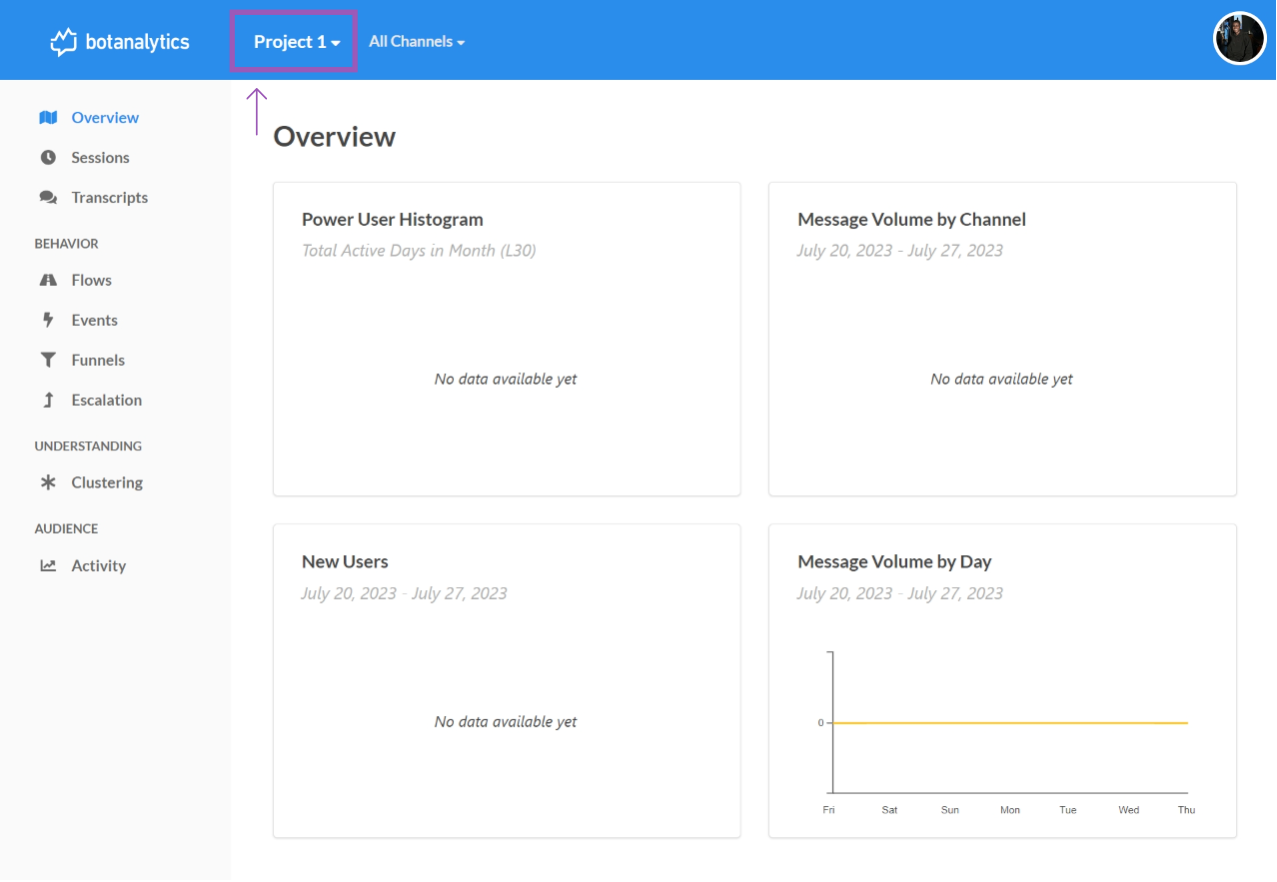 botanalytics
Project 1
All Channels
Overview
Sessions
Transcripts
BEHAVIOR
Flows
Events
Funnels
Escalation
UNDERSTANDING
Clustering
AUDIENCE
Activity
Overview
Power User Histogram
Total Active Days in Month (L30)
No data available yet
Message Volume by Channel
July 20, 2023 - July 27, 2023
No data available yet
New Users
July 20, 2023 - July 27, 2023
No data available yet
Message Volume by Day
July 20, 2023 - July 27, 2023
0
Fri Sat Sun Mon Tue Wed Thu